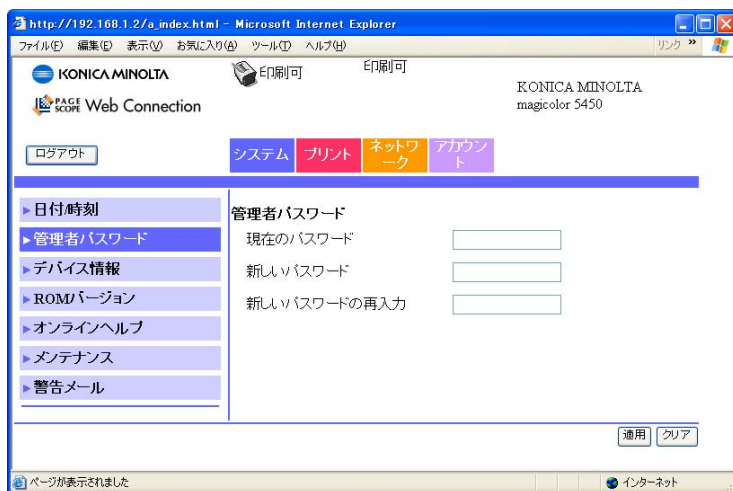 http://192.168.1.2/a_index.html - Microsoft Internet Explorer
ファイル(F) 編集(E) 表示(V) お気に入り(A) ツール(T) ヘルプ(H) リンク »
KONICA MINOLTA
印刷可
印刷可
KONICA MINOLTA
magicolor 5450
PAGE SCOPE Web Connection
ログアウト
システム
プリント
ネットワ
ーク
アカウン
ト
日付/時刻
管理者パスワード
デバイス情報
ROMバージョン
オンラインヘルプ
メンテナンス
警告メール
管理者パスワード
現在のパスワード
新しいパスワード
新しいパスワードの再入力
適用 クリア
ページが表示されました インターネット